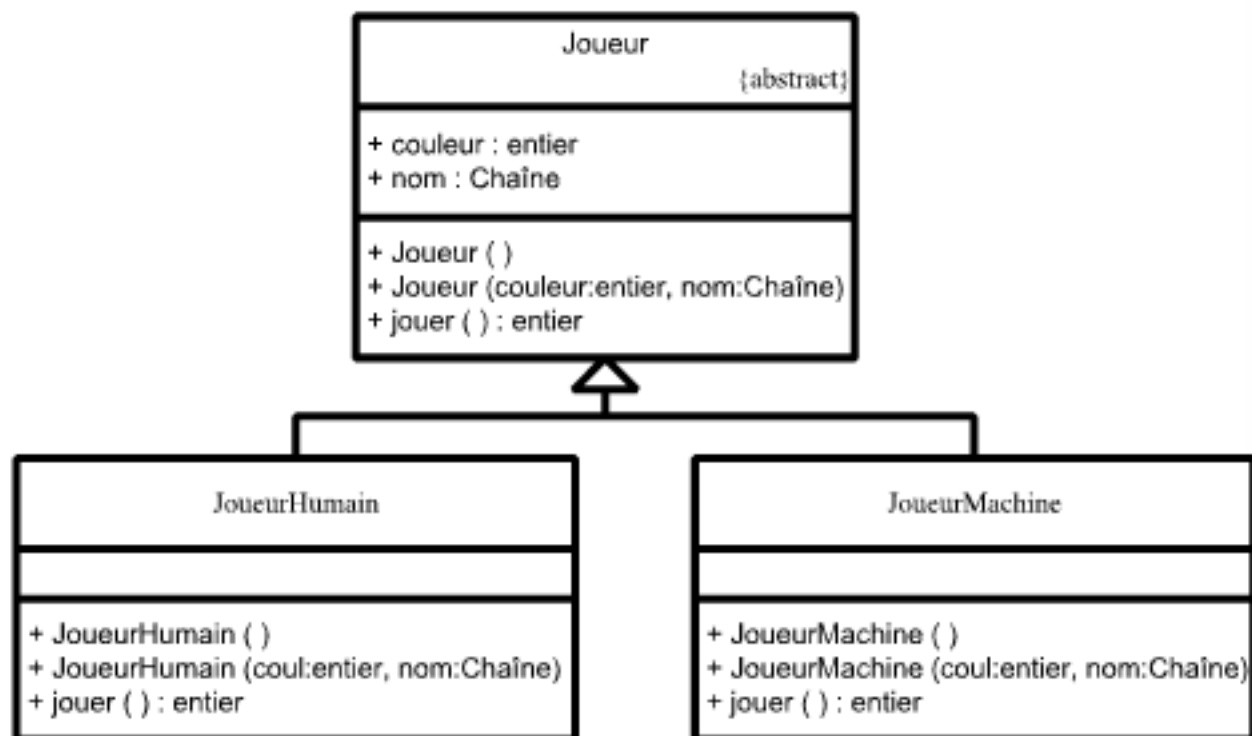 Joueur
{abstract}
+ couleur : entier
+ nom : Chaîne
+ Joueur ( )
+ Joueur (couleur:entier, nom:Chaîne)
+ jouer ( ) : entier
JoueurHumain
+ JoueurHumain ( )
+ JoueurHumain (coul:entier, nom:Chaîne)
+ jouer ( ) : entier
JoueurMachine
+ JoueurMachine ( )
+ JoueurMachine (coul:entier, nom:Chaîne)
+ jouer ( ) : entier